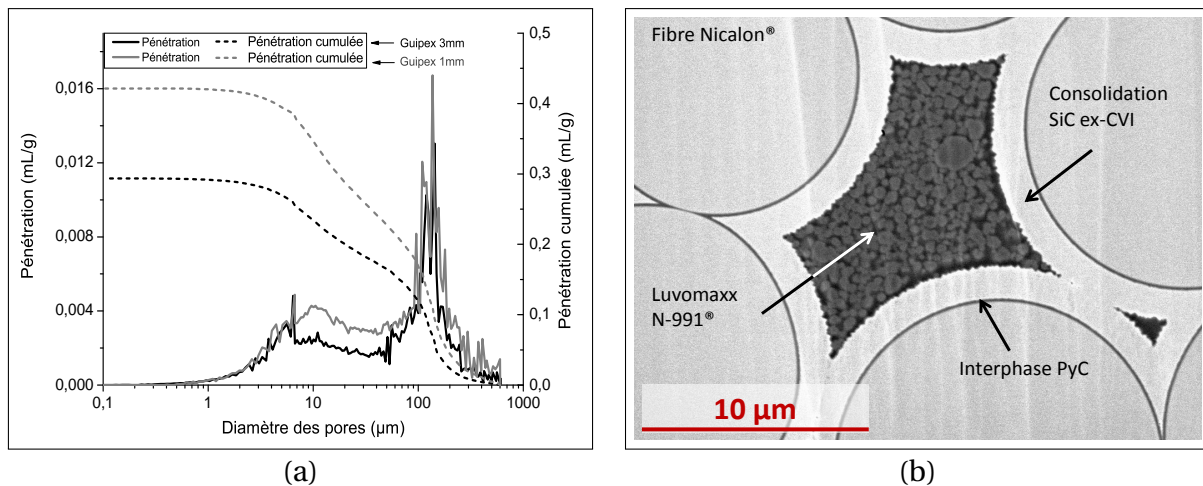 Pénétration Pénétration cumulée Guipex 3mm
Pénétration Pénétration cumulée Guipex 1mm
Pénétration (mL/g)
0,016
0,012
0,008
0,004
0,000
0,1 1 10 100 1000
Diamètre des pores (µm)
0,5
0,4
0,3
0,2
0,1
0,0
Pénétration cumulée (mL/g)
(a)
Fibre Nicalon®
Consolidation
SiC ex-CVI
Luvomaxx
N-991®
Interphase PyC
10 µm
(b)